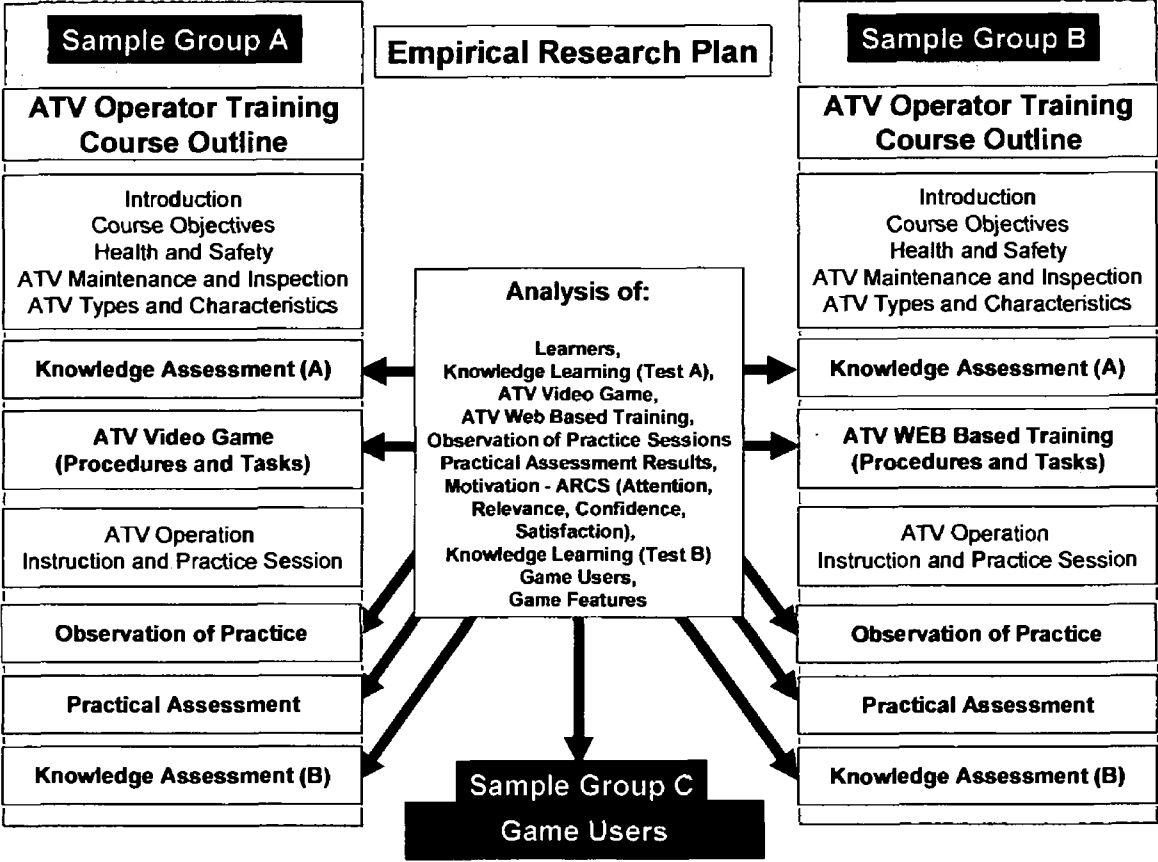 Sample Group A
Empirical Research Plan
Sample Group B
ATV Operator Training
Course Outline
Introduction
Course Objectives
Health and Safety
ATV Maintenance and Inspection
ATV Types and Characteristics
Knowledge Assessment (A)
ATV Video Game
(Procedures and Tasks)
ATV Operation
Instruction and Practice Session
Observation of Practice
Practical Assessment
Knowledge Assessment (B)
Analysis of:
Learners,
Knowledge Learning (Test A),
ATV Video Game,
ATV Web Based Training,
Observation of Practice Sessions
Practical Assessment Results,
Motivation - ARCS (Attention,
Relevance, Confidence,
Satisfaction),
Knowledge Learning (Test B)
Game Users,
Game Features
Sample Group C
Game Users
ATV Operator Training
Course Outline
Introduction
Course Objectives
Health and Safety
ATV Maintenance and Inspection
ATV Types and Characteristics
Knowledge Assessment (A)
ATV WEB Based Training
(Procedures and Tasks)
ATV Operation
Instruction and Practice Session
Observation of Practice
Practical Assessment
Knowledge Assessment (B)